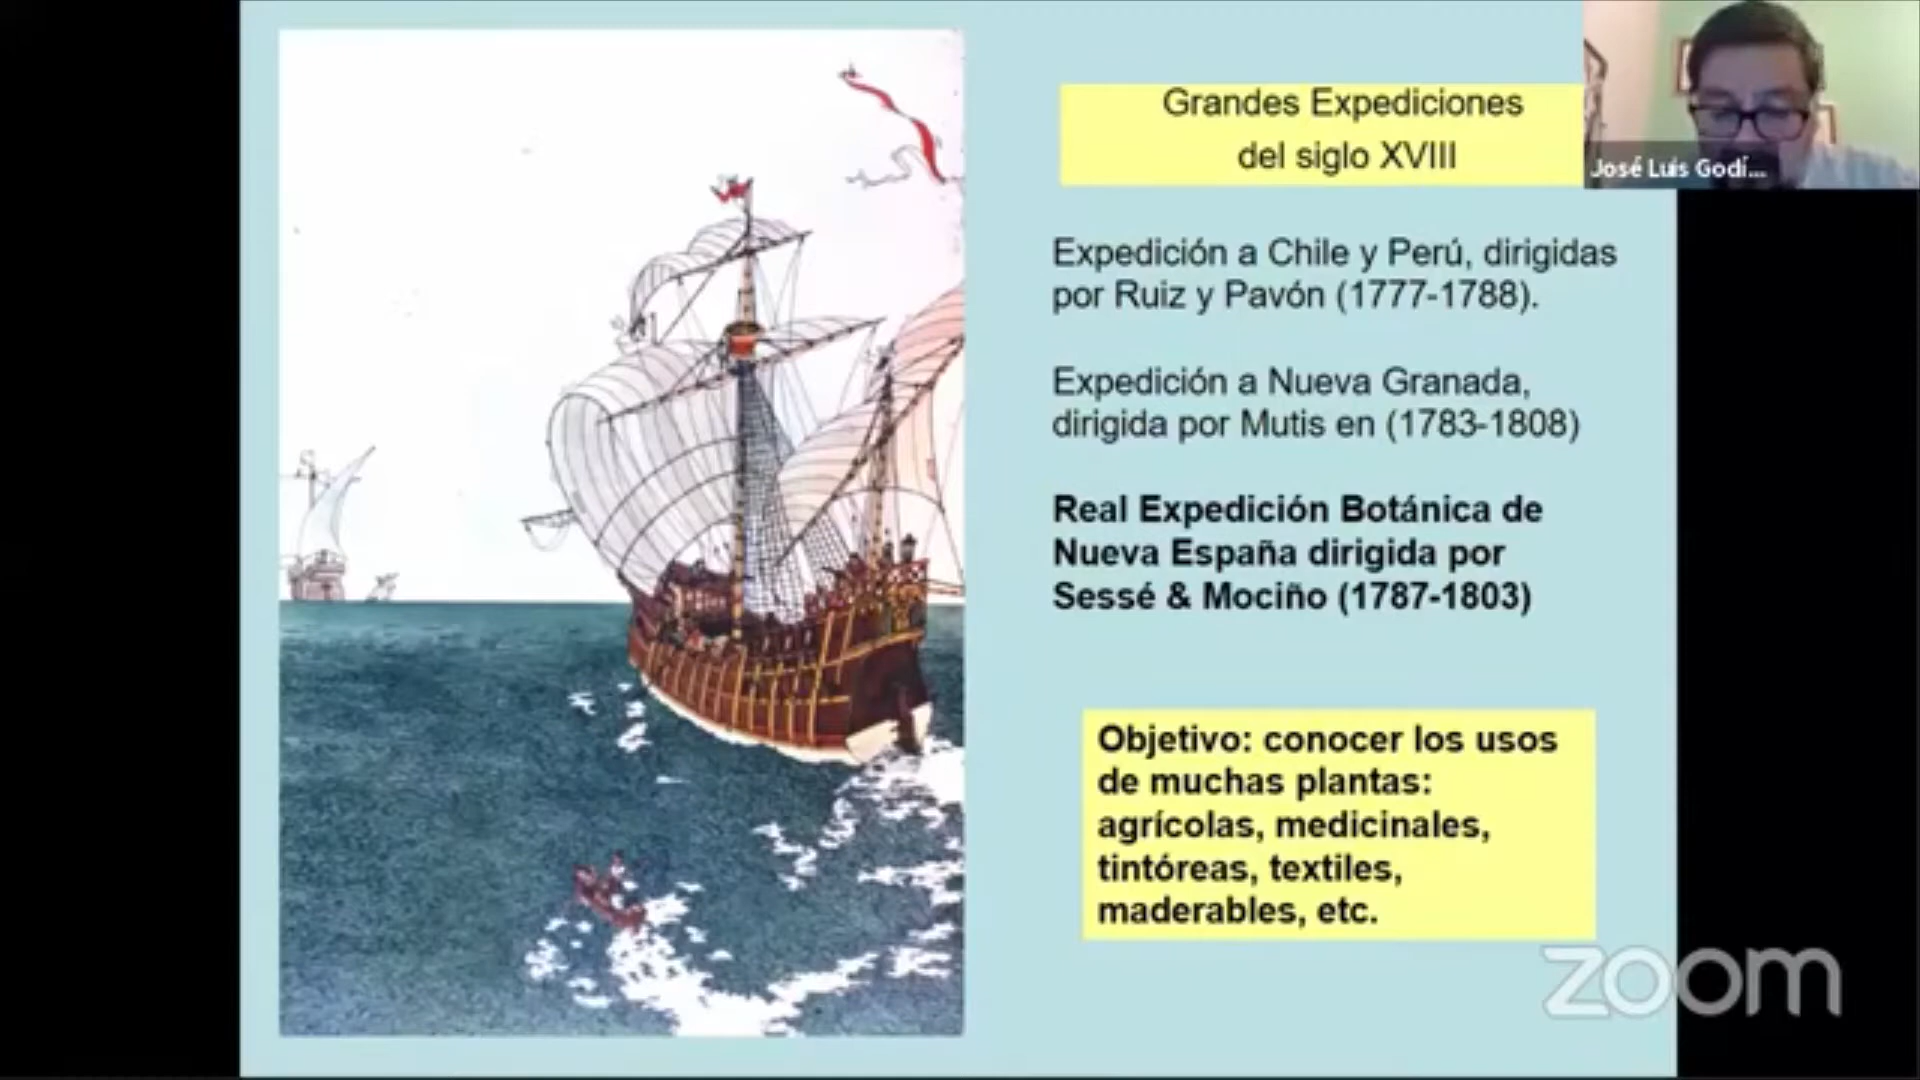 Grandes Expediciones
del siglo XVIII
José Luis Godí...
Expedición a Chile y Perú, dirigidas
por Ruiz y Pavón (1777-1788).
Expedición a Nueva Granada,
dirigida por Mutis en (1783-1808)
Real Expedición Botánica de
Nueva España dirigida por
Sessé & Mociño (1787-1803)
Objetivo: conocer los usos
de muchas plantas:
agrícolas, medicinales,
tintóreas, textiles,
maderables, etc.
zoom